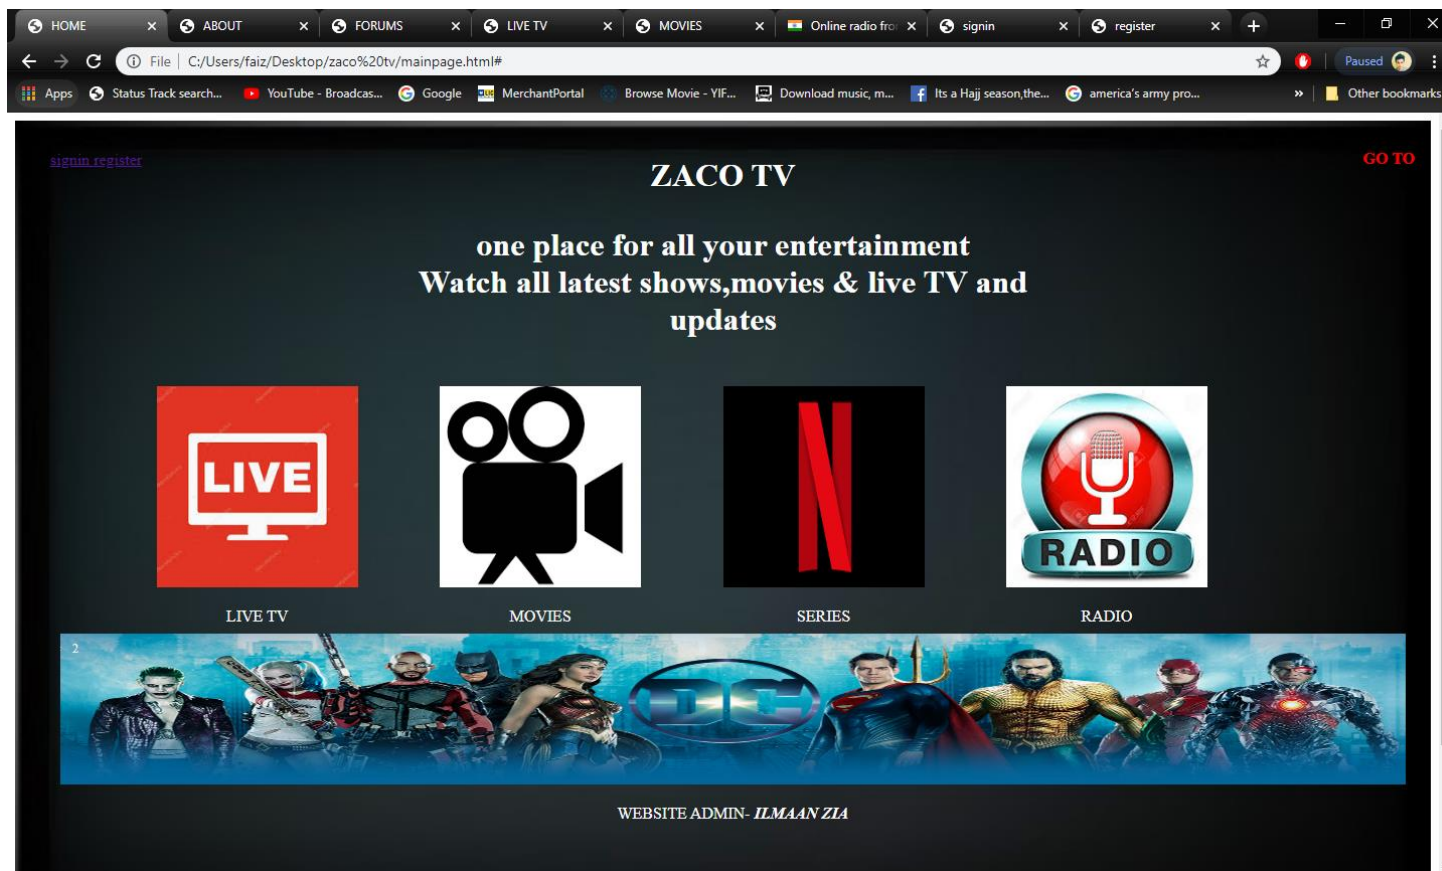 HOME ABOUT FORUMS LIVE TV MOVIES Online radio fro signin register
File C:/Users/faiz/Desktop/zaco%20tv/mainpage.html# Paused
Apps Status Track search... YouTube - Broadcas... Google MerchantPortal Browse Movie - YIF... Download music, m... Its a Hajj season,the... america's army pro... » Other bookmarks
signin register
GO TO
ZACO TV
one place for all your entertainment
Watch all latest shows,movies & live TV and
updates
LIVE
RADIO
LIVE TV MOVIES SERIES RADIO
2
DC
WEBSITE ADMIN- ILMAAN ZIA